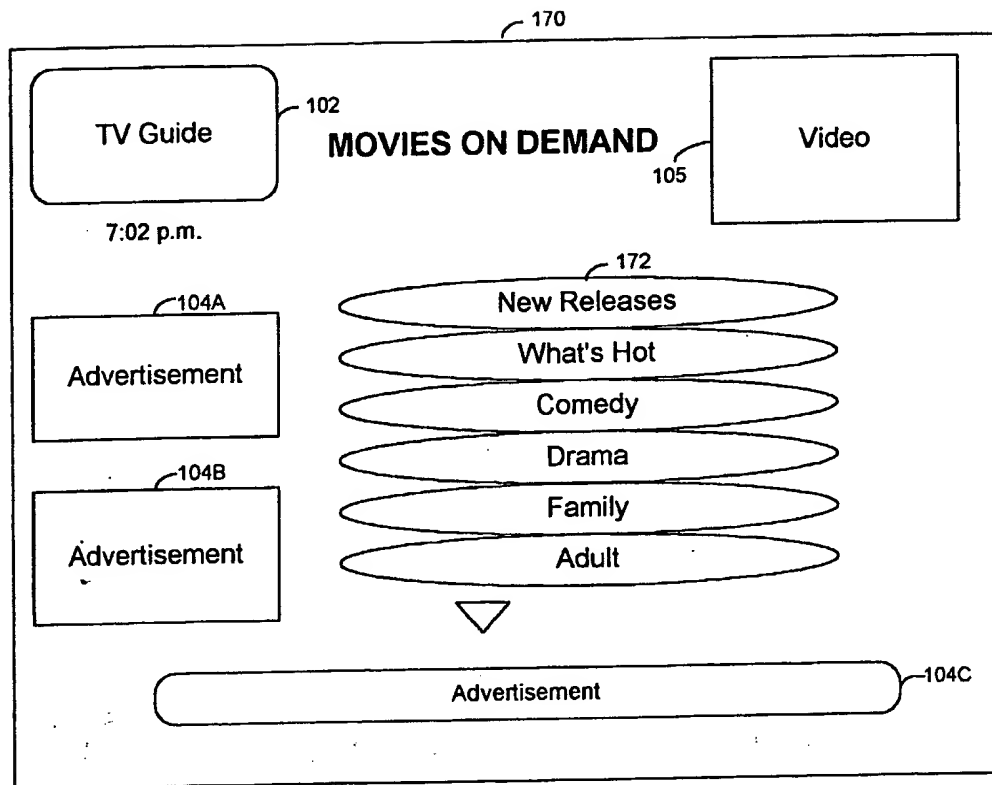 170
TV Guide
102
MOVIES ON DEMAND
Video
105
7:02 p.m.
172
New Releases
What's Hot
Comedy
Drama
Family
Adult
104A
Advertisement
104B
Advertisement
Advertisement
104C